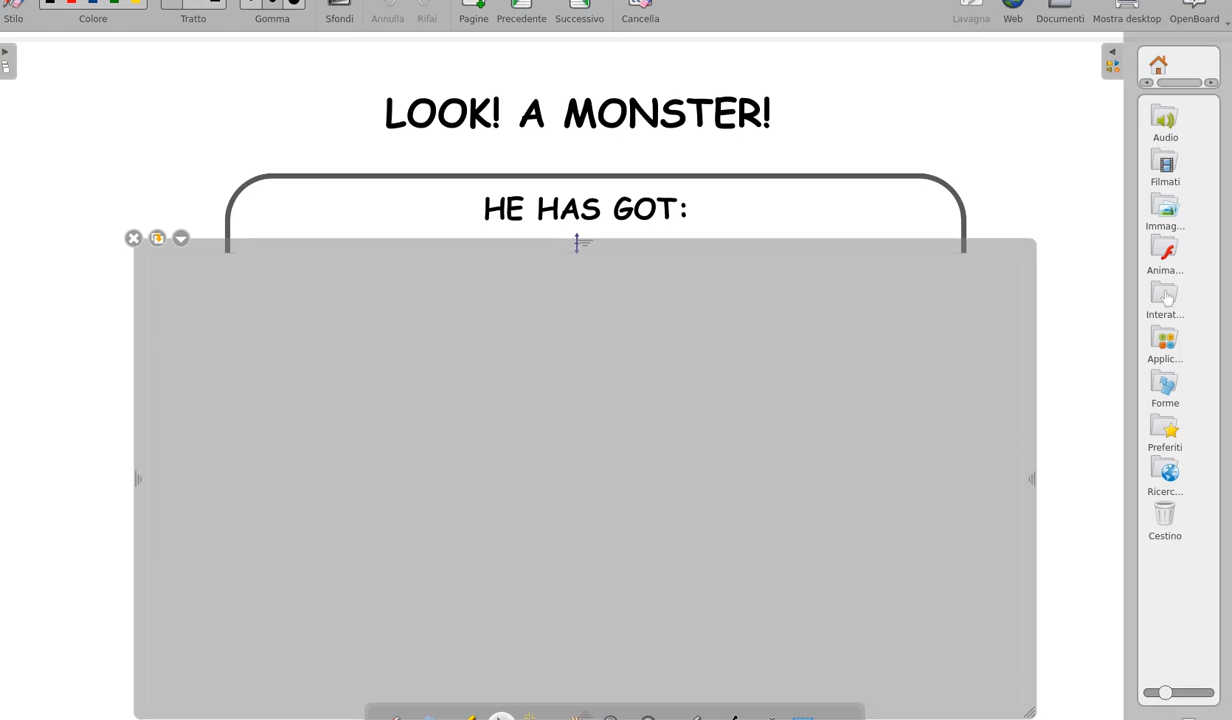 Stilo Colore Tratto Gomma Sfondi Annulla Rifai Pagine Precedente Successivo Cancella Lavagna Web Documenti Mostra desktop OpenBoard
LOOK! A MONSTER!
HE HAS GOT:
Audio
Filmati
Immag...
Anima...
Interat...
Applic...
Forme
Preferiti
Ricerc...
Cestino